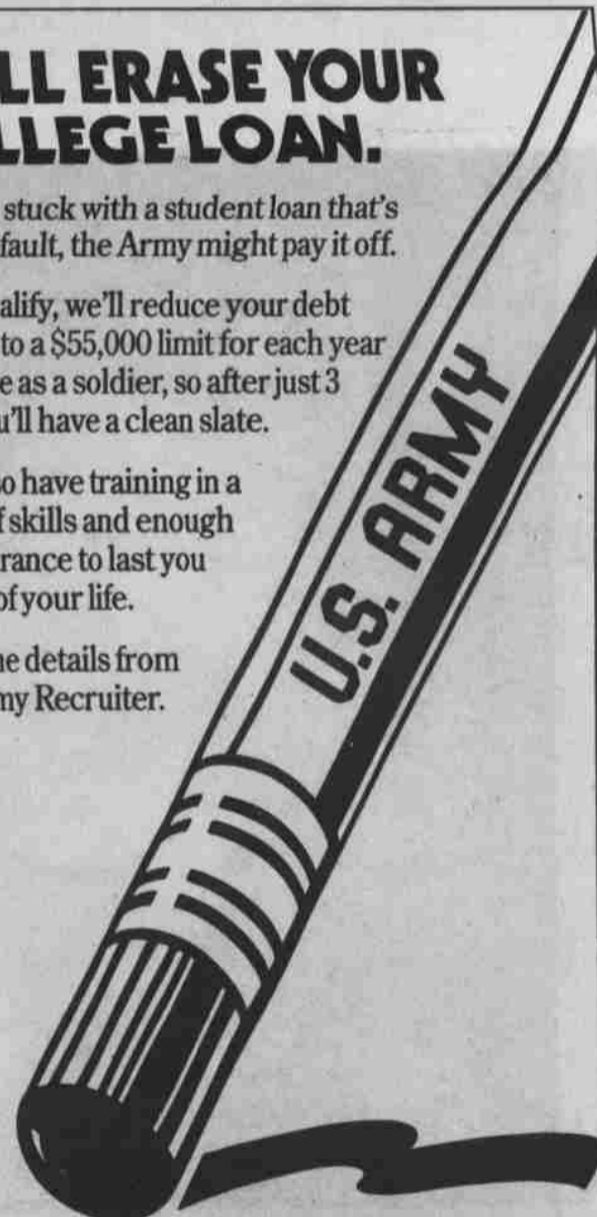 LL ERASE YOUR
LLEGE LOAN.
stuck with a student loan that's
fault, the Army might pay it off.
alify, we'll reduce your debt
to a $55,000 limit for each year
e as a soldier, so after just 3
u'll have a clean slate.
so have training in a
f skills and enough
rance to last you
of your life.
ne details from
my Recruiter.
U.S. ARMY